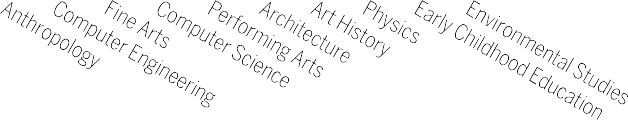 Anthropology
Computer Engineering
Fine Arts
Computer Science
Performing Arts
Architecture
Art History
Physics
Early Childhood Education
Environmental Studies